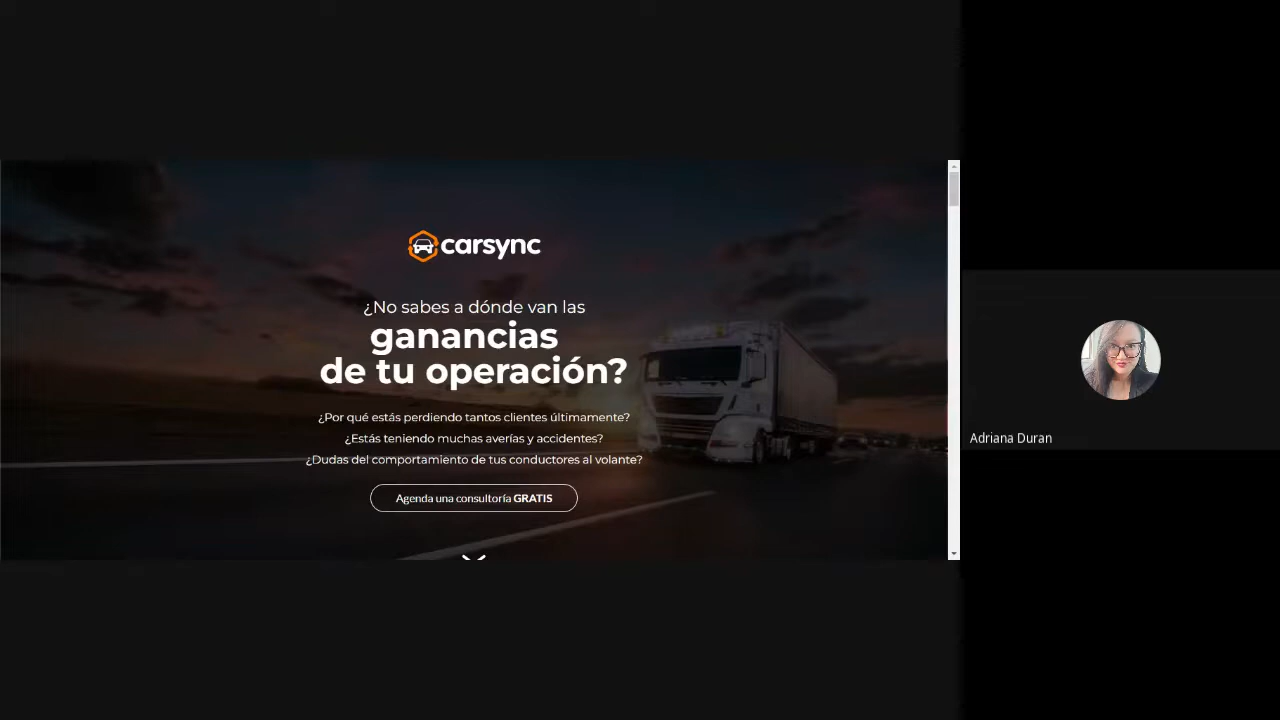 carsync
¿No sabes a dónde van las
ganancias
de tu operación?
¿Por qué estás perdiendo tantos clientes últimamente?
¿Estás teniendo muchas averías y accidentes?
¿Dudas del comportamiento de tus conductores al volante?
Agenda una consultoría GRATIS
Adriana Duran